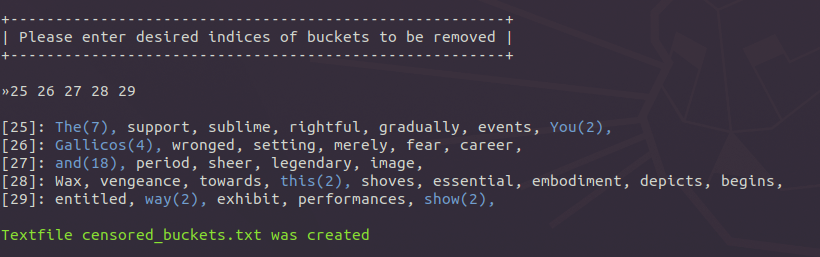 +-------------------------------------------------------+
| Please enter desired indices of buckets to be removed |
+-------------------------------------------------------+
»25 26 27 28 29
[25]: The(7), support, sublime, rightful, gradually, events, You(2),
[26]: Gallicos(4), wronged, setting, merely, fear, career,
[27]: and(18), period, sheer, legendary, image,
[28]: Wax, vengeance, towards, this(2), shoves, essential, embodiment, depicts, begins,
[29]: entitled, way(2), exhibit, performances, show(2),
Textfile censored_buckets.txt was created